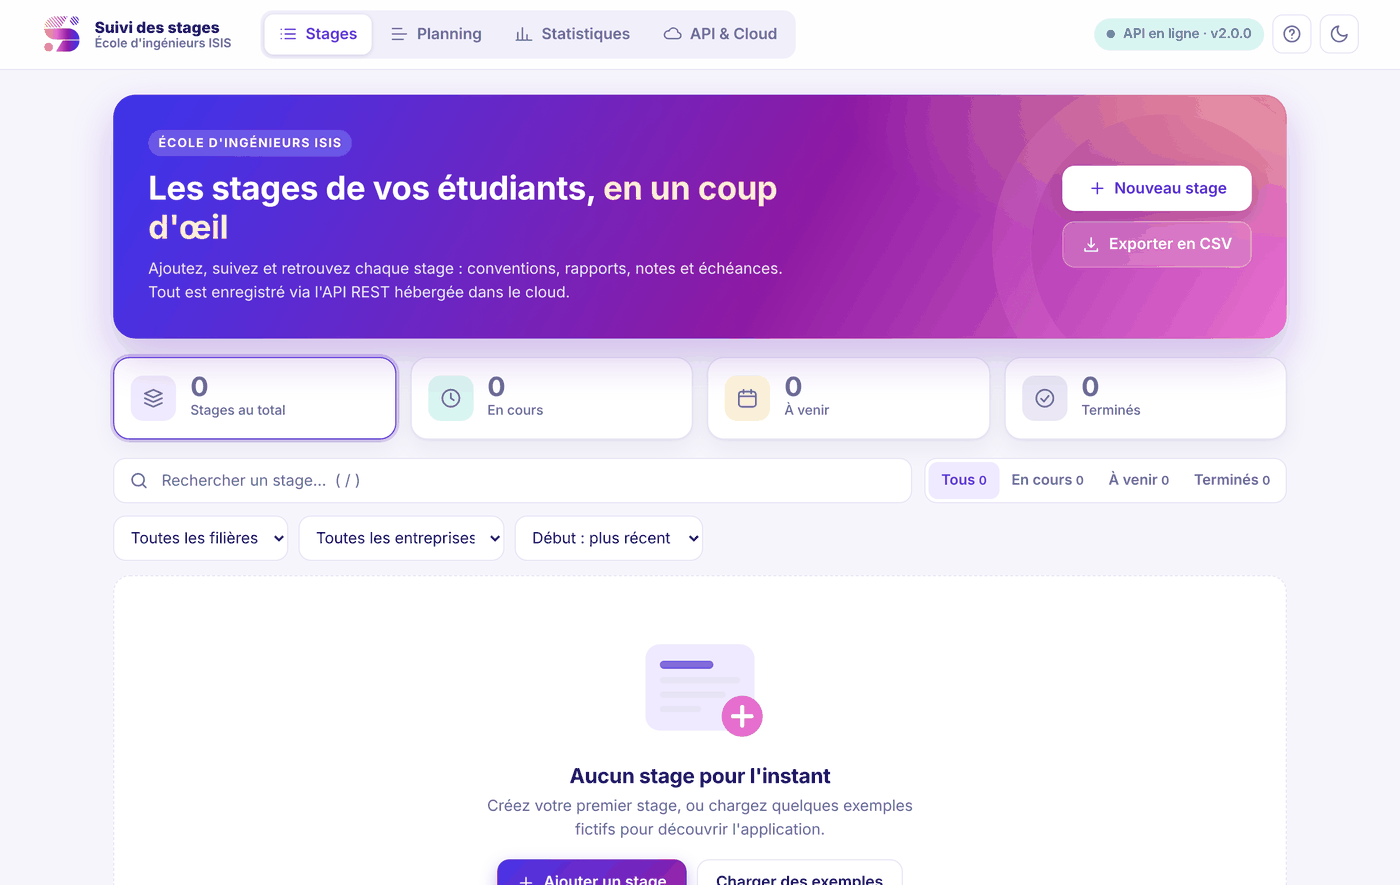 Suivi des stages
École d'ingénieurs ISIS
Stages
Planning
Statistiques
API & Cloud
API en ligne · v2.0.0
ÉCOLE D'INGÉNIEURS ISIS
Les stages de vos étudiants, en un coup
d'œil
Ajoutez, suivez et retrouvez chaque stage : conventions, rapports, notes et échéances.
Tout est enregistré via l'API REST hébergée dans le cloud.
Nouveau stage
Exporter en CSV
0
Stages au total
0
En cours
0
À venir
0
Terminés
Rechercher un stage... ( / )
Tous 0
En cours 0
À venir 0
Terminés 0
Toutes les filières
Toutes les entreprises
Début : plus récent
Aucun stage pour l'instant
Créez votre premier stage, ou chargez quelques exemples
fictifs pour découvrir l'application.
Ajouter un stage
Charger des exemples